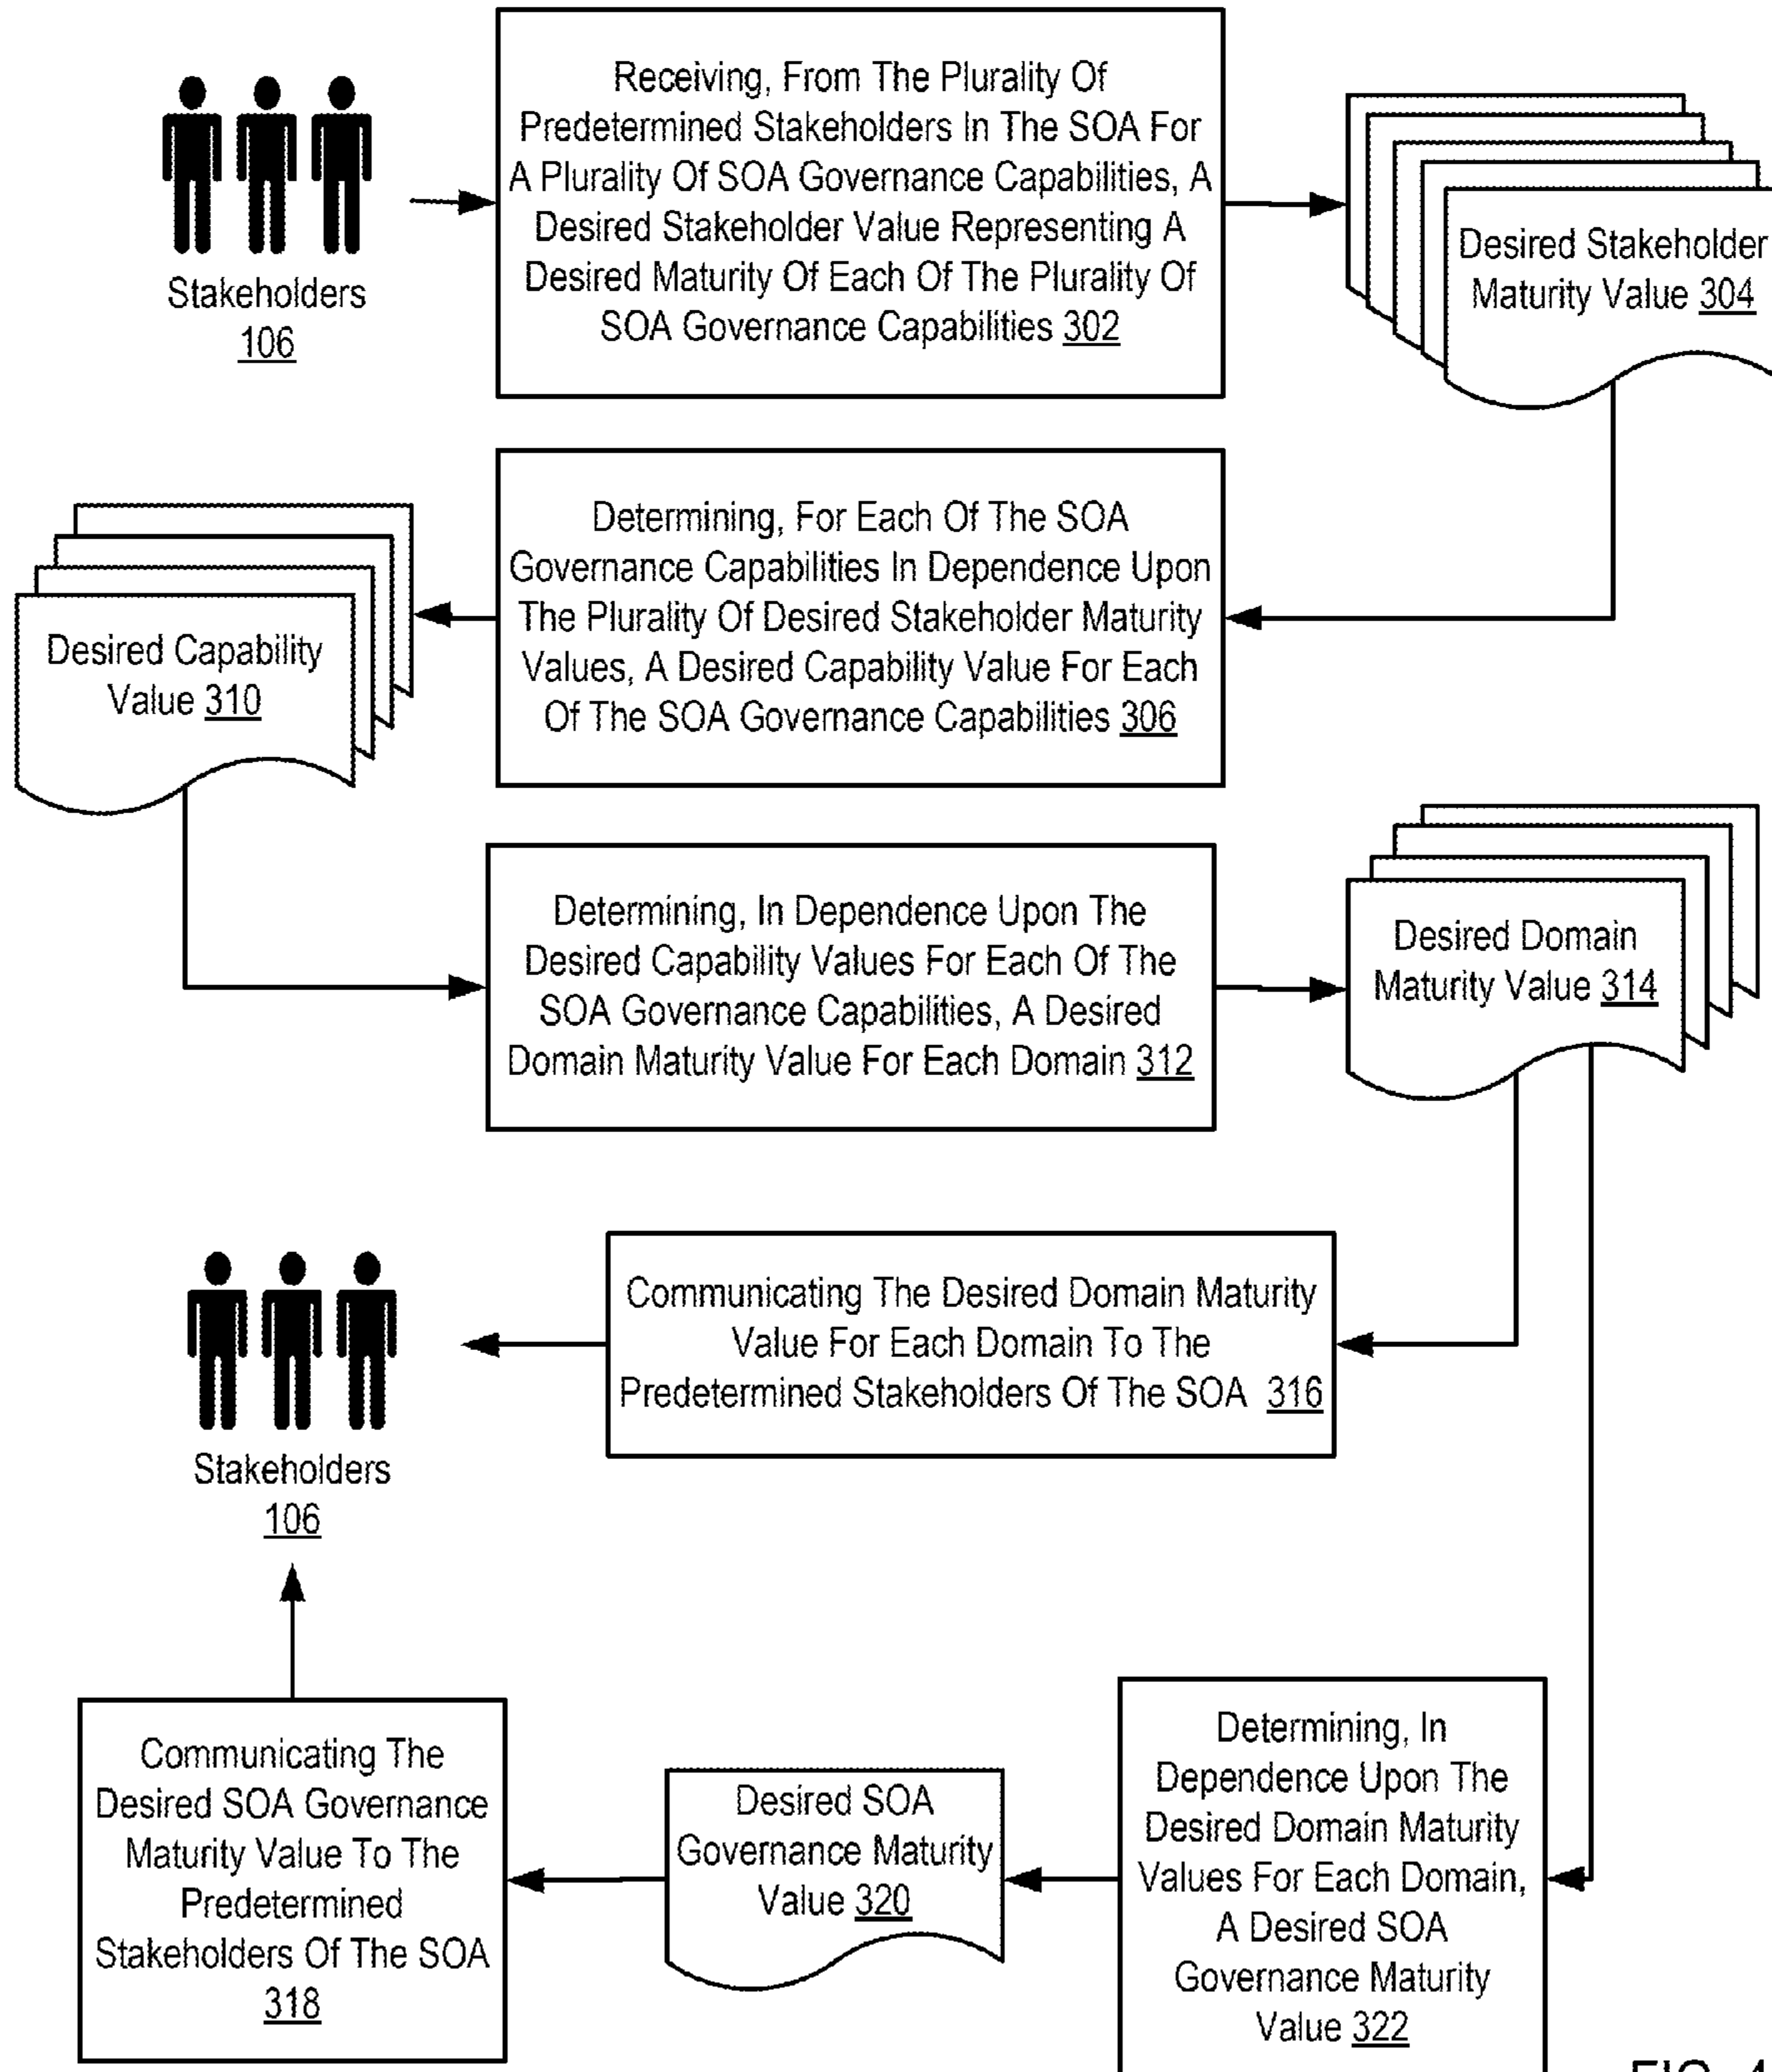 Receiving, From The Plurality Of
Predetermined Stakeholders In The SOA For
A Plurality Of SOA Governance Capabilities, A
Desired Stakeholder Value Representing A
Desired Maturity Of Each Of The Plurality Of
SOA Governance Capabilities 302
Stakeholders
106
Desired Stakeholder
Maturity Value 304
Determining, For Each Of The SOA
Governance Capabilities In Dependence Upon
The Plurality Of Desired Stakeholder Maturity
Values, A Desired Capability Value For Each
Of The SOA Governance Capabilities 306
Desired Capability
Value 310
Determining, In Dependence Upon The
Desired Capability Values For Each Of The
SOA Governance Capabilities, A Desired
Domain Maturity Value For Each Domain 312
Desired Domain
Maturity Value 314
Communicating The Desired Domain Maturity
Value For Each Domain To The
Predetermined Stakeholders Of The SOA 316
Stakeholders
106
Communicating The
Desired SOA Governance
Maturity Value To The
Predetermined
Stakeholders Of The SOA
318
Desired SOA
Governance Maturity
Value 320
Determining, In
Dependence Upon The
Desired Domain Maturity
Values For Each Domain,
A Desired SOA
Governance Maturity
Value 322
FIG. 4